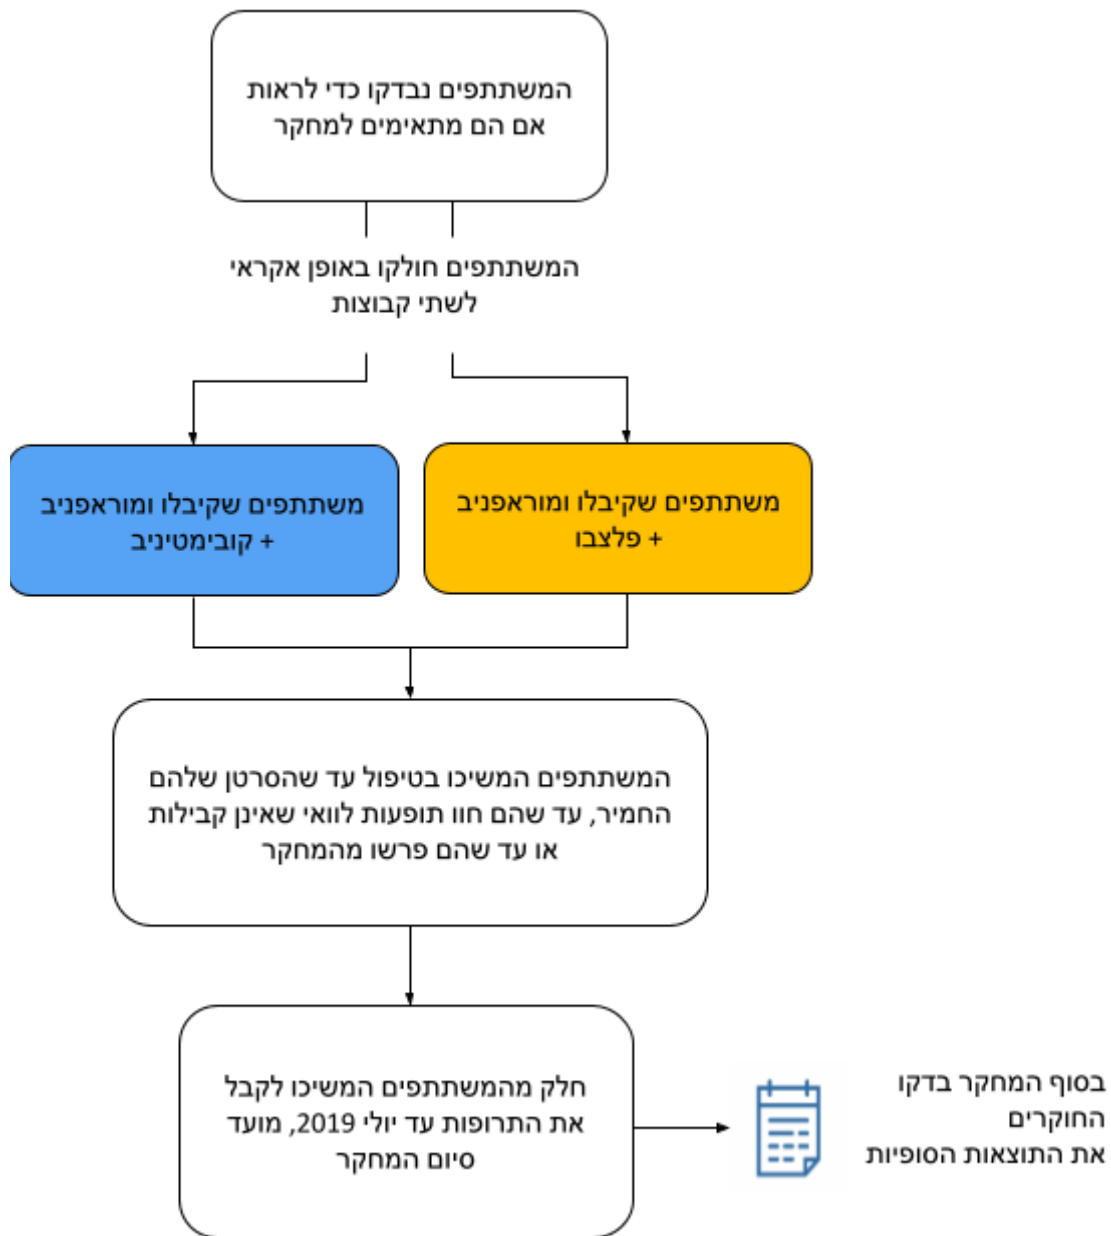 המשתתפים נבדקו כדי לראות
אם הם מתאימים למחקר
המשתתפים חולקו באופן אקראי
לשתי קבוצות
משתתפים שקיבלו ומוראפניב
+ פלצבו
משתתפים שקיבלו ומוראפניב
+ קובימטיניב
המשתתפים המשיכו בטיפול עד שהסרטן שלהם
החמיר, עד שהם חוו תופעות לוואי שאינן קבילות
או עד שהם פרשו מהמחקר
חלק מהמשתתפים המשיכו לקבל
את התרופות עד יולי 2019, מועד
סיום המחקר
בסוף המחקר בדקו
החוקרים
את התוצאות הסופיות